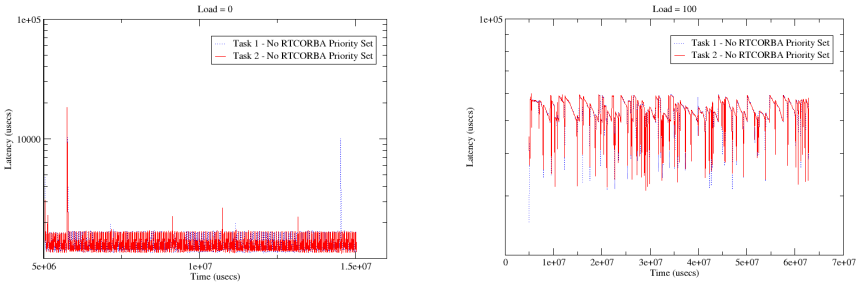 Load = 0
1e+05
Task 1 - No RTCORBA Priority Set
Task 2 - No RTCORBA Priority Set
10000
Latency (usecs)
5e+06 1e+07 1.5e+07
Time (usecs)
Load = 100
1e+05
Task 1 - No RTCORBA Priority Set
Task 2 - No RTCORBA Priority Set
Latency (usecs)
0 1e+07 2e+07 3e+07 4e+07 5e+07 6e+07 7e+07
Time (usecs)